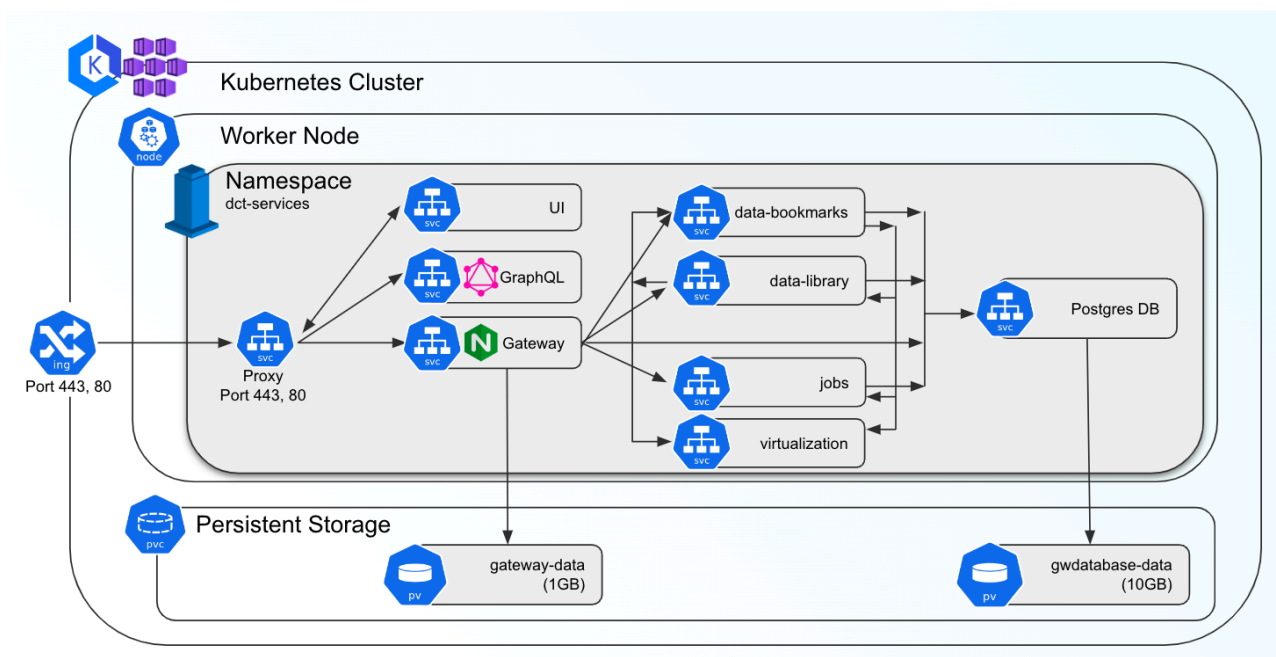 K
Kubernetes Cluster
Worker Node
node
Namespace
dct-services
svc
UI
svc
GraphQL
svc
N
Gateway
ing
Port 443, 80
svc
Proxy
Port 443, 80
svc
data-bookmarks
svc
data-library
svc
jobs
svc
virtualization
svc
Postgres DB
pvc
Persistent Storage
pv
gateway-data
(1GB)
pv
gwdatabase-data
(10GB)